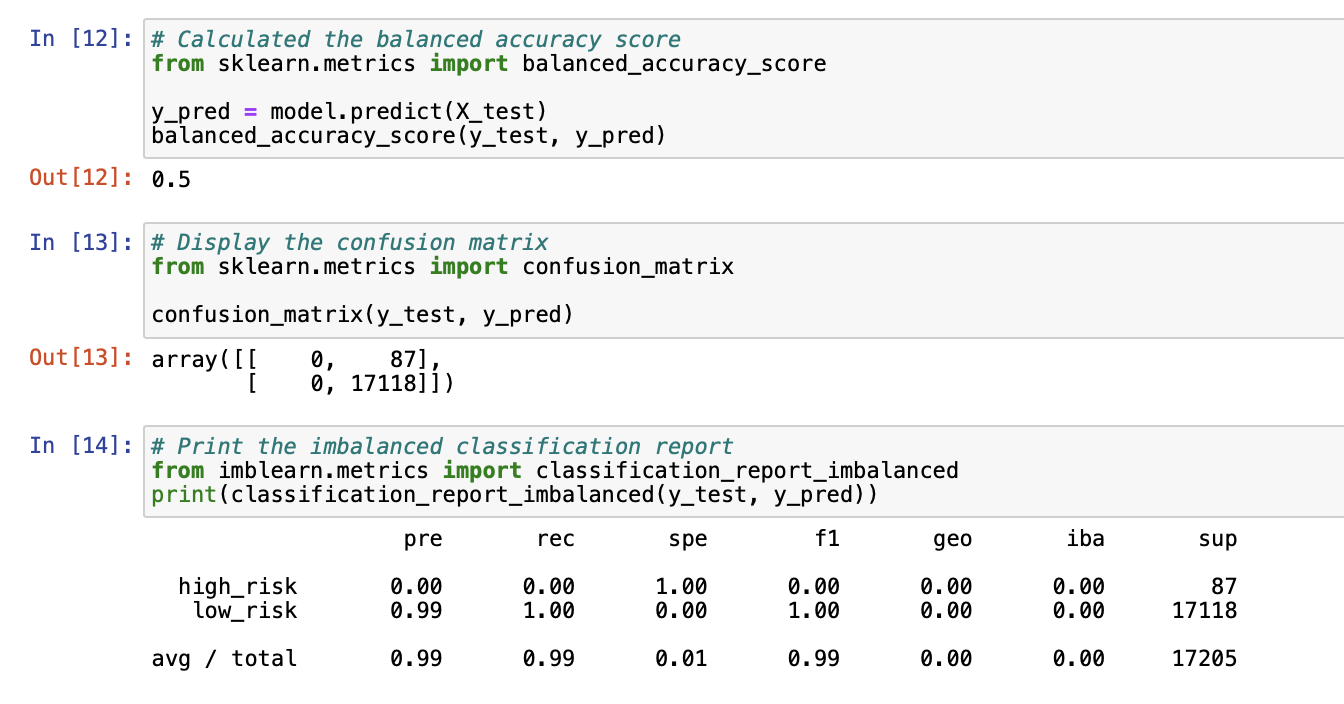 In [12]: # Calculated the balanced accuracy score
from sklearn.metrics import balanced_accuracy_score
y_pred = model.predict(X_test)
balanced_accuracy_score(y_test, y_pred)
Out[12]: 0.5
In [13]: # Display the confusion matrix
from sklearn.metrics import confusion_matrix
confusion_matrix(y_test, y_pred)
Out[13]: array([[    0,    87],
       [    0, 17118]])
In [14]: # Print the imbalanced classification report
from imblearn.metrics import classification_report_imbalanced
print(classification_report_imbalanced(y_test, y_pred))
pre rec spe f1 geo iba sup
high_risk 0.00 0.00 1.00 0.00 0.00 0.00 87
low_risk 0.99 1.00 0.00 1.00 0.00 0.00 17118
avg / total 0.99 0.99 0.01 0.99 0.00 0.00 17205